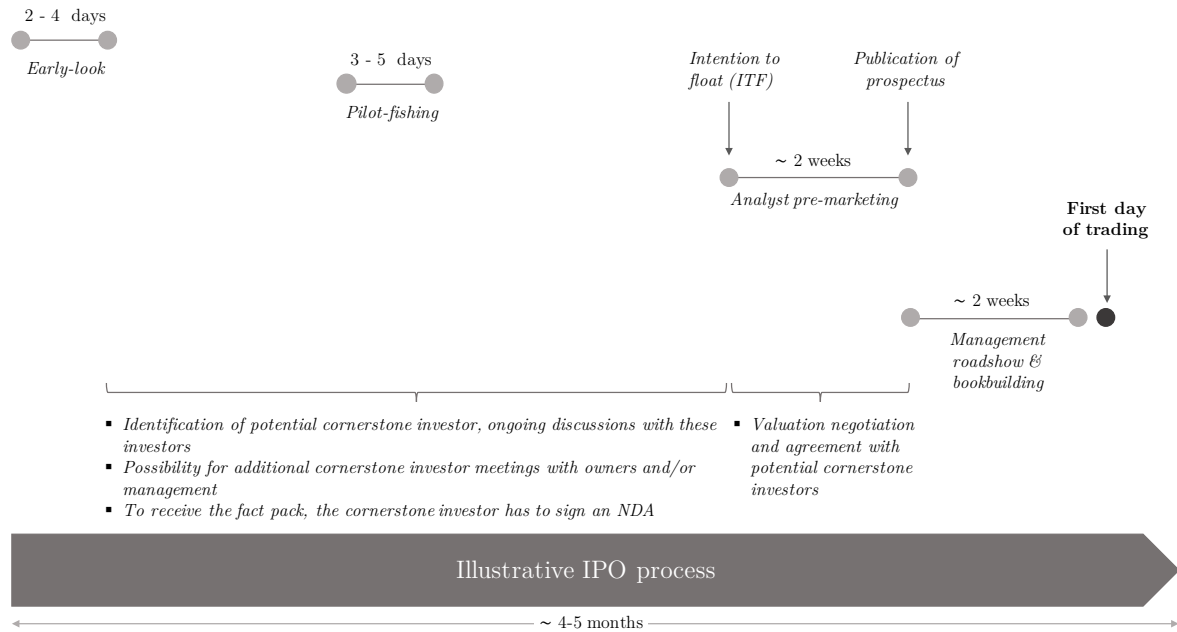 2 - 4 days
Early-look
3 - 5 days
Pilot-fishing
Intention to
float (ITF)
Publication of
prospectus
~ 2 weeks
Analyst pre-marketing
First day
of trading
~ 2 weeks
Management
roadshow &
bookbuilding
▪ Identification of potential cornerstone investor, ongoing discussions with these
investors
▪ Possibility for additional cornerstone investor meetings with owners and/or
management
▪ To receive the fact pack, the cornerstone investor has to sign an NDA
▪ Valuation negotiation
and agreement with
potential cornerstone
investors
Illustrative IPO process
~ 4-5 months